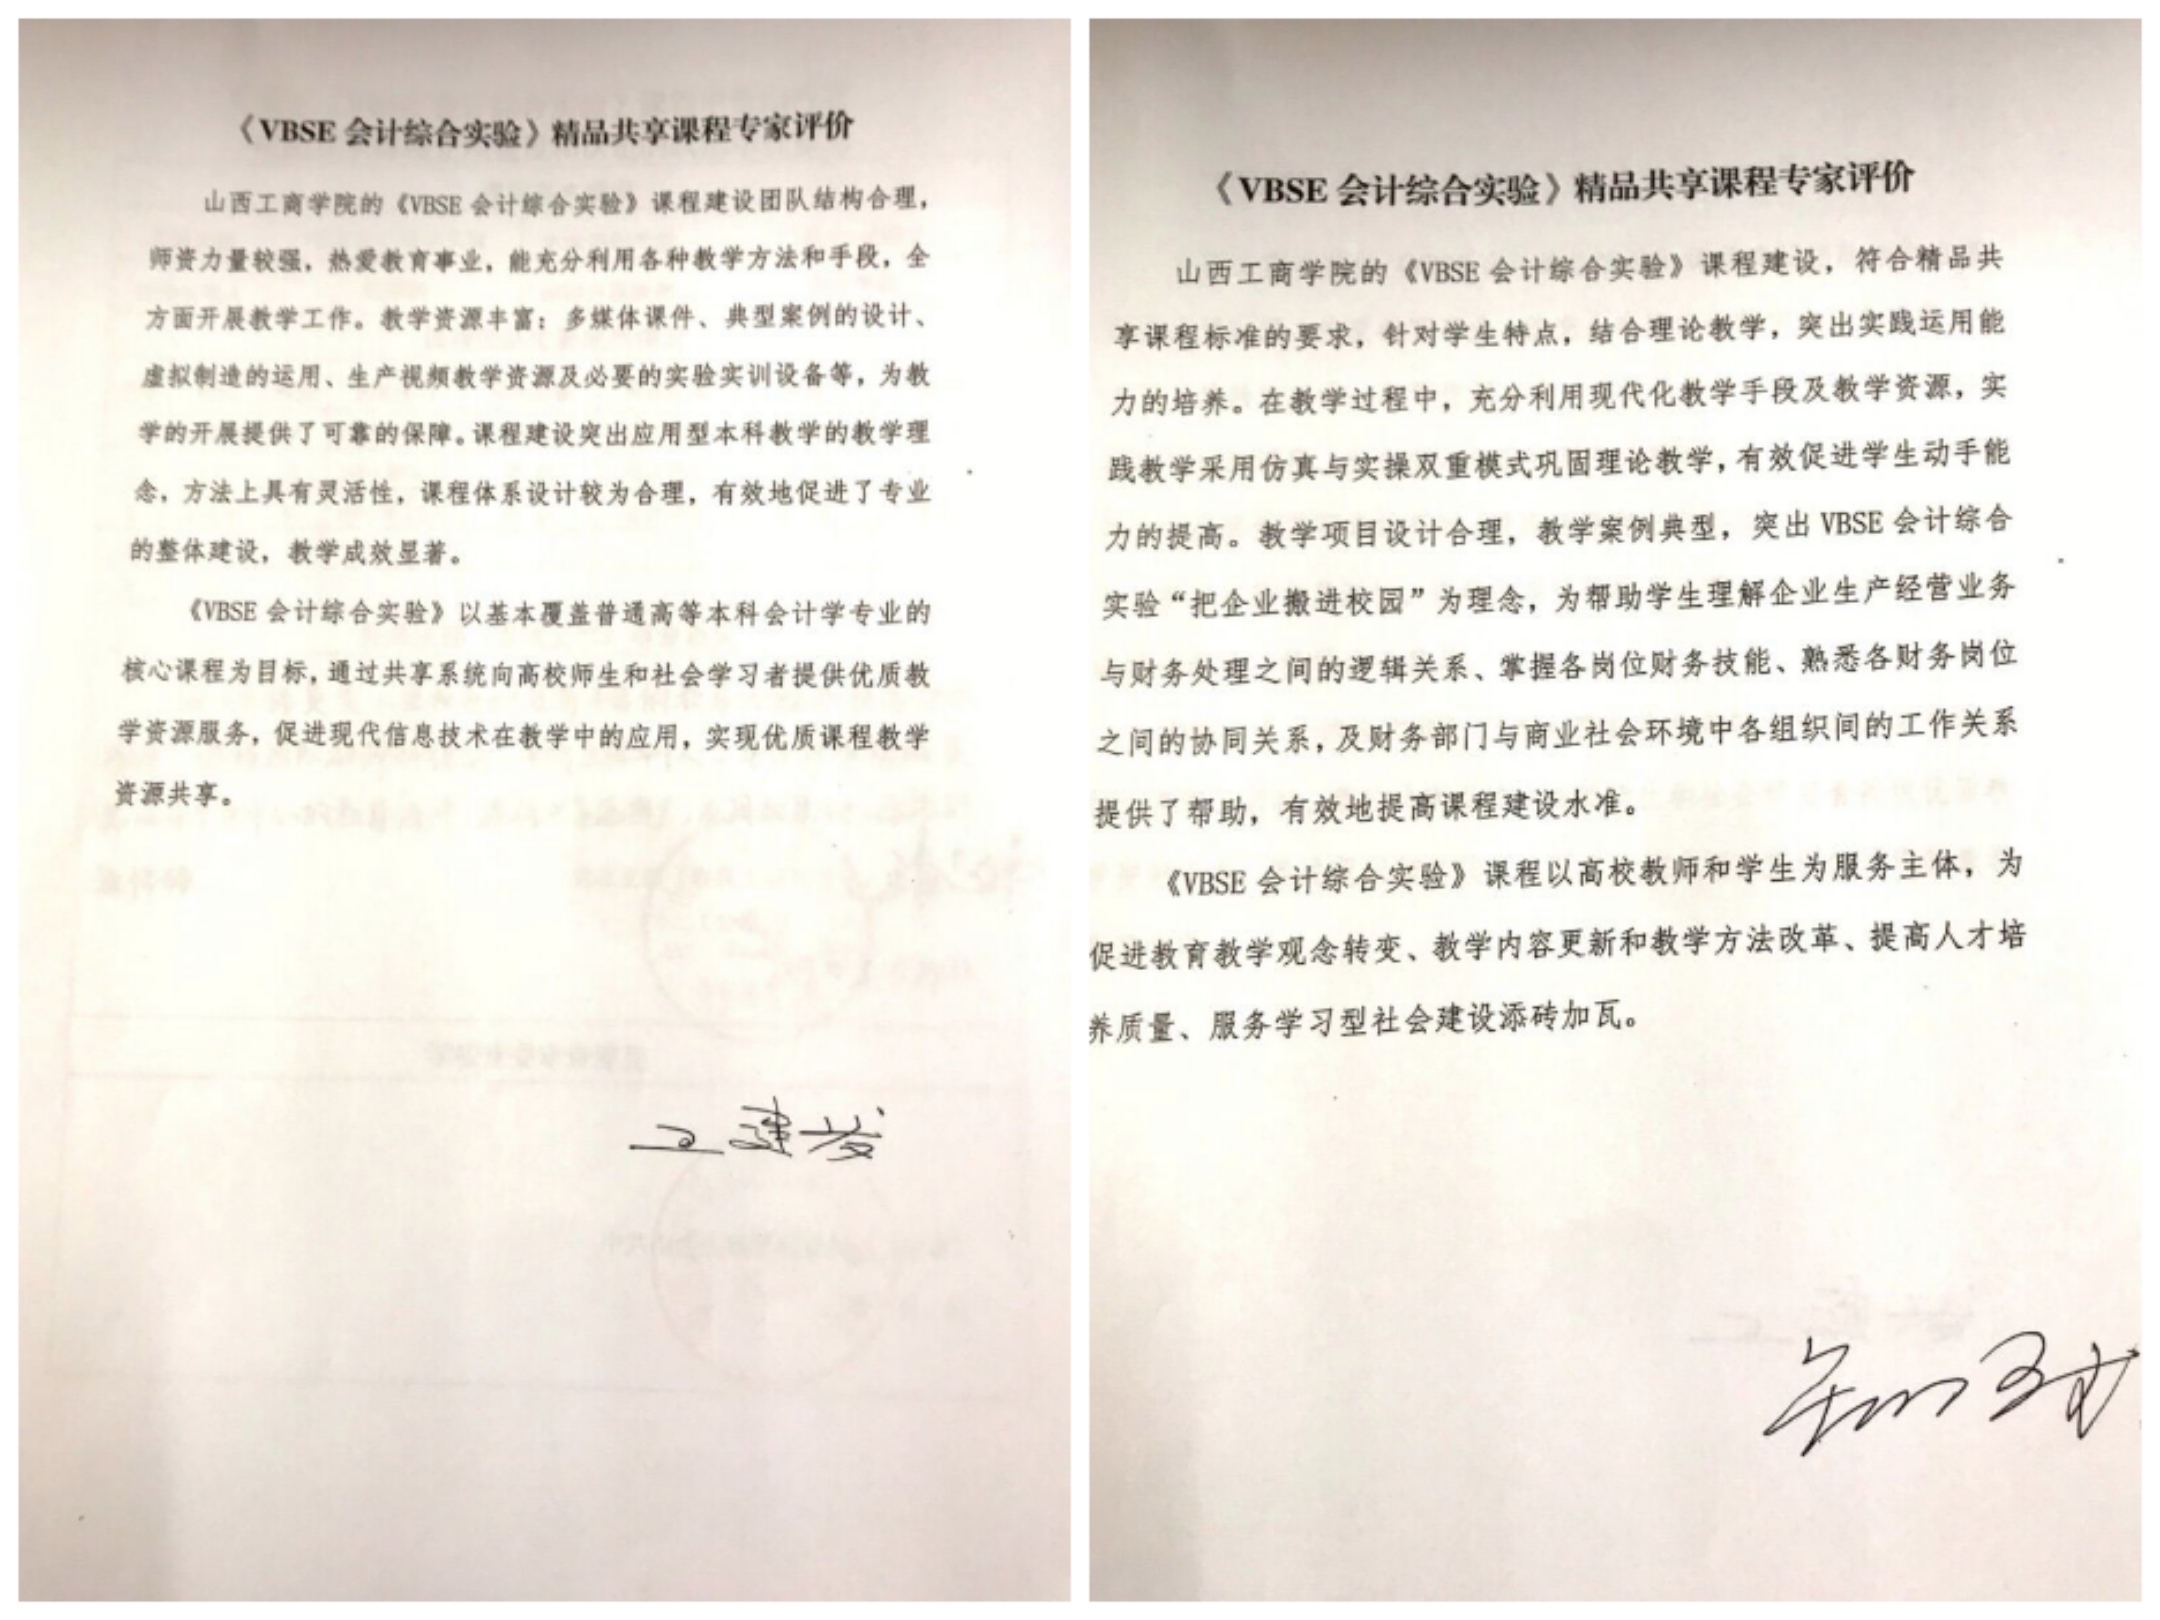 《VBSE 会计综合实验》精品共享课程专家评价
山西工商学院的《VBSE 会计综合实验》课程建设团队结构合理，
师资力量较强，热爱教育事业，能充分利用各种教学方法和手段，全
方面开展教学工作。教学资源丰富：多媒体课件、典型案例的设计、
虚拟制造的运用、生产视频教学资源及必要的实验实训设备等，为教
学的开展提供了可靠的保障。课程建设突出应用型本科教学的教学理
念，方法上具有灵活性，课程体系设计较为合理，有效地促进了专业
的整体建设，教学成效显著。
《VBSE 会计综合实验》以基本覆盖普通高等本科会计学专业的
核心课程为目标，通过共享系统向高校师生和社会学习者提供优质教
学资源服务，促进现代信息技术在教学中的应用，实现优质课程教学
资源共享。
王建发
《VBSE 会计综合实验》精品共享课程专家评价
山西工商学院的《VBSE 会计综合实验》课程建设，符合精品共
享课程标准的要求，针对学生特点，结合理论教学，突出实践运用能
力的培养。在教学过程中，充分利用现代化教学手段及教学资源，实
践教学采用仿真与实操双重模式巩固理论教学，有效促进学生动手能
力的提高。教学项目设计合理，教学案例典型，突出 VBSE 会计综合
实验“把企业搬进校园”为理念，为帮助学生理解企业生产经营业务
与财务处理之间的逻辑关系、掌握各岗位财务技能、熟悉各财务岗位
之间的协同关系，及财务部门与商业社会环境中各组织间的工作关系
提供了帮助，有效地提高课程建设水准。
《VBSE 会计综合实验》课程以高校教师和学生为服务主体，为
促进教育教学观念转变、教学内容更新和教学方法改革、提高人才培
养质量、服务学习型社会建设添砖加瓦。